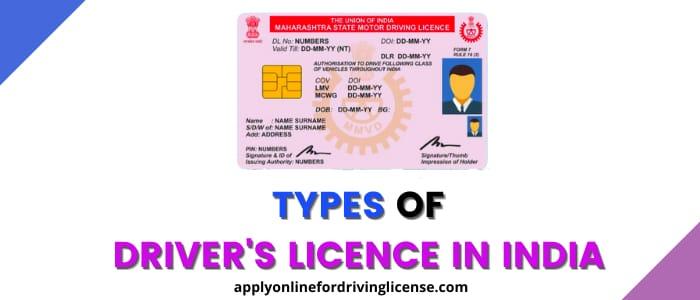 THE UNION OF INDIA
MAHARASHTRA STATE MOTOR DRIVING LICENCE
DL No: NUMBERS DOI: DD-MM-YY
Valid Till: DD-MM-YY (NT)
DLR DD-MM-YY
FORM 7
RULE 16 (2)
AUTHORISATION TO DRIVE FOLLOWING CLASS
OF VEHICLES THROUGHOUT INDIA
COV DOI
LMV DD-MM-YY
MCWG DD-MM-YY
DOB: DD-MM-YY BG:
MMVD
Name : NAME SURNAME
S/D/W of: NAME SURNAME
Add: ADDRESS
PIN: NUMBERS
Signature & ID of
Issuing Authority: NUMBERS
Signature/Thumb
Impression of Holder
TYPES OF
DRIVER'S LICENCE IN INDIA
applyonlinefordrivinglicense.com